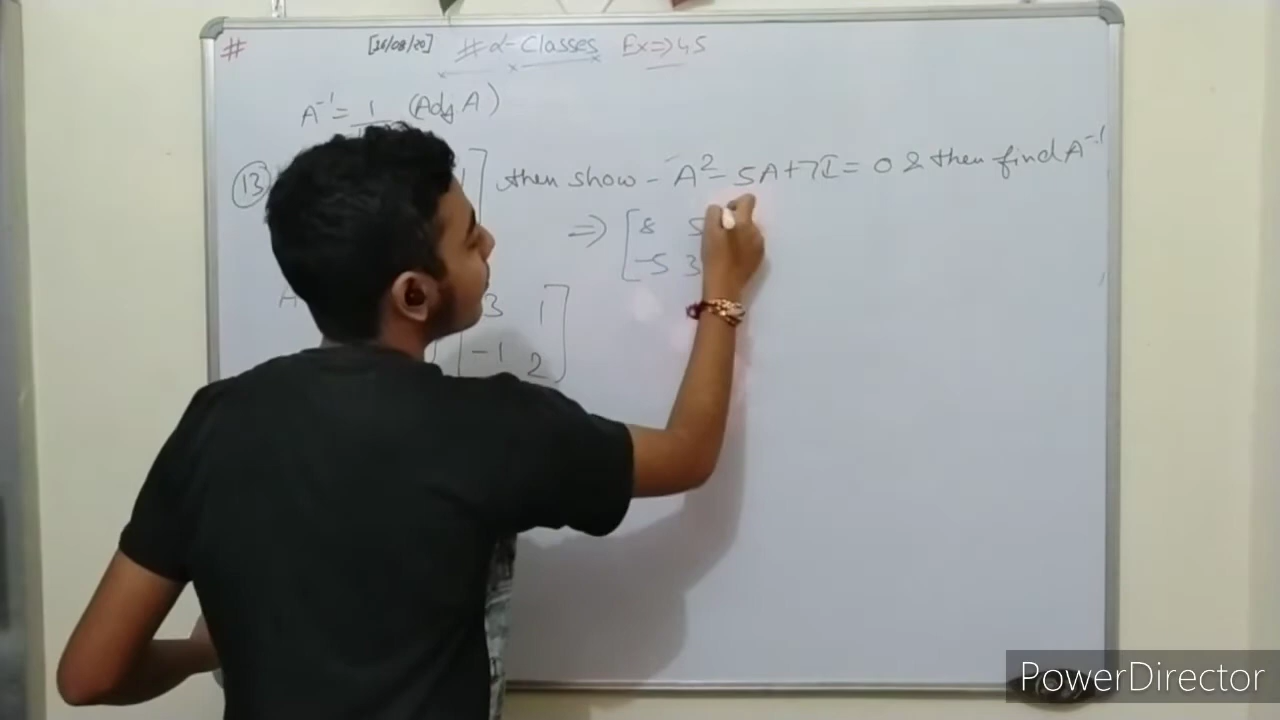 # [16/08/20] #α-Classes Ex=>4.5
A⁻¹ = 1 (Adj. A)
(13) 1] then show - A² - 5A + 7I = 0 & then find A⁻¹
=> [8 5
-5 3
A 3 1]
-1 2
PowerDirector